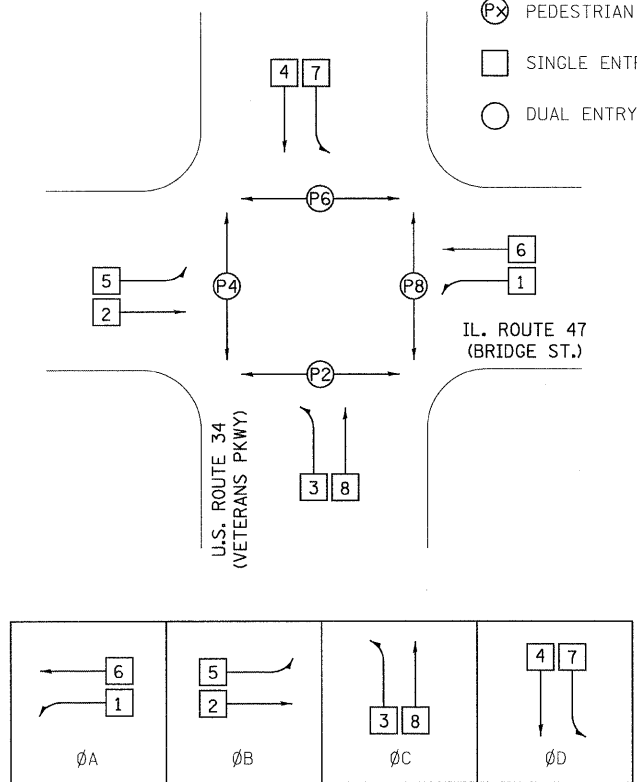 Px PEDESTRIAN
SINGLE ENTR
DUAL ENTRY
4 7
P6
6
5
P4
P8
1
2
IL. ROUTE 47
(BRIDGE ST.)
P2
U.S. ROUTE 34
(VETERANS PKWY)
3 8
6
1
ØA
5
2
ØB
3 8
ØC
4 7
ØD